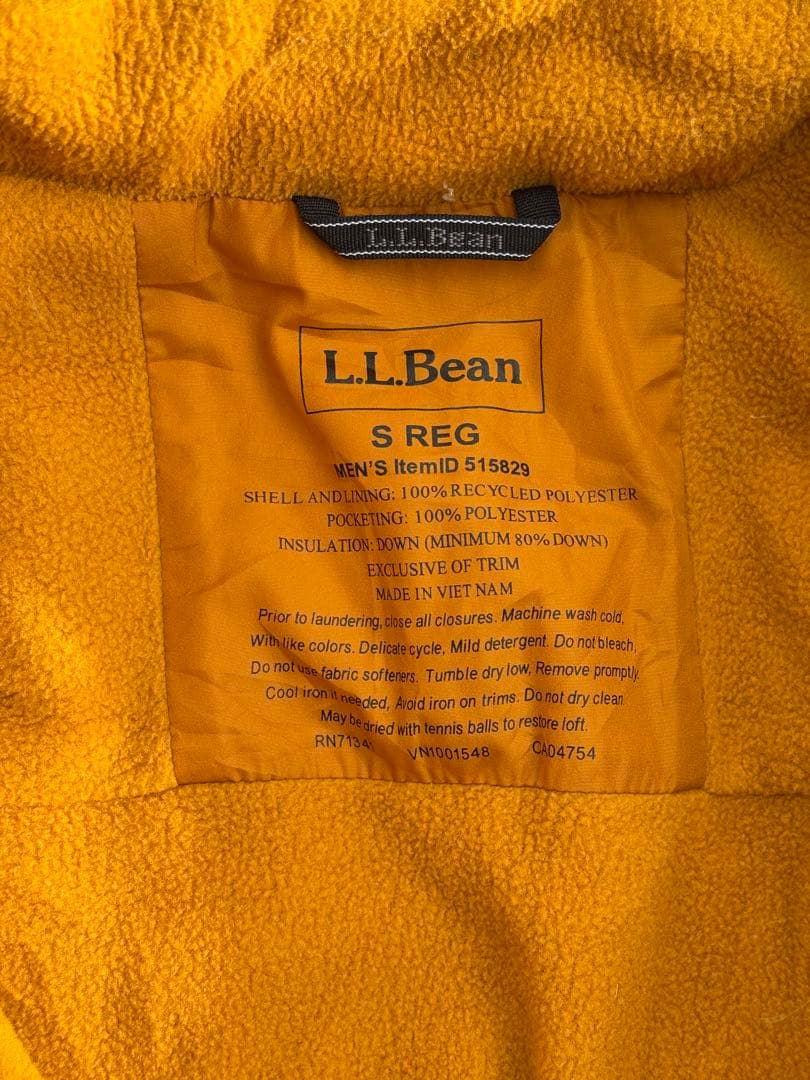 L.L.Bean
L.L.Bean
S REG
MEN'S ItemID 515829
SHELL AND LINING: 100% RECYCLED POLYESTER
POCKETING: 100% POLYESTER
INSULATION: DOWN (MINIMUM 80% DOWN)
EXCLUSIVE OF TRIM
MADE IN VIET NAM
Prior to laundering, close all closures. Machine wash cold,
With like colors. Delicate cycle, Mild detergent. Do not bleach,
Do not use fabric softeners. Tumble dry low, Remove promptly.
Cool iron if needed, Avoid iron on trims. Do not dry clean.
May be dried with tennis balls to restore loft.
RN71341 VN1001548 CA04754